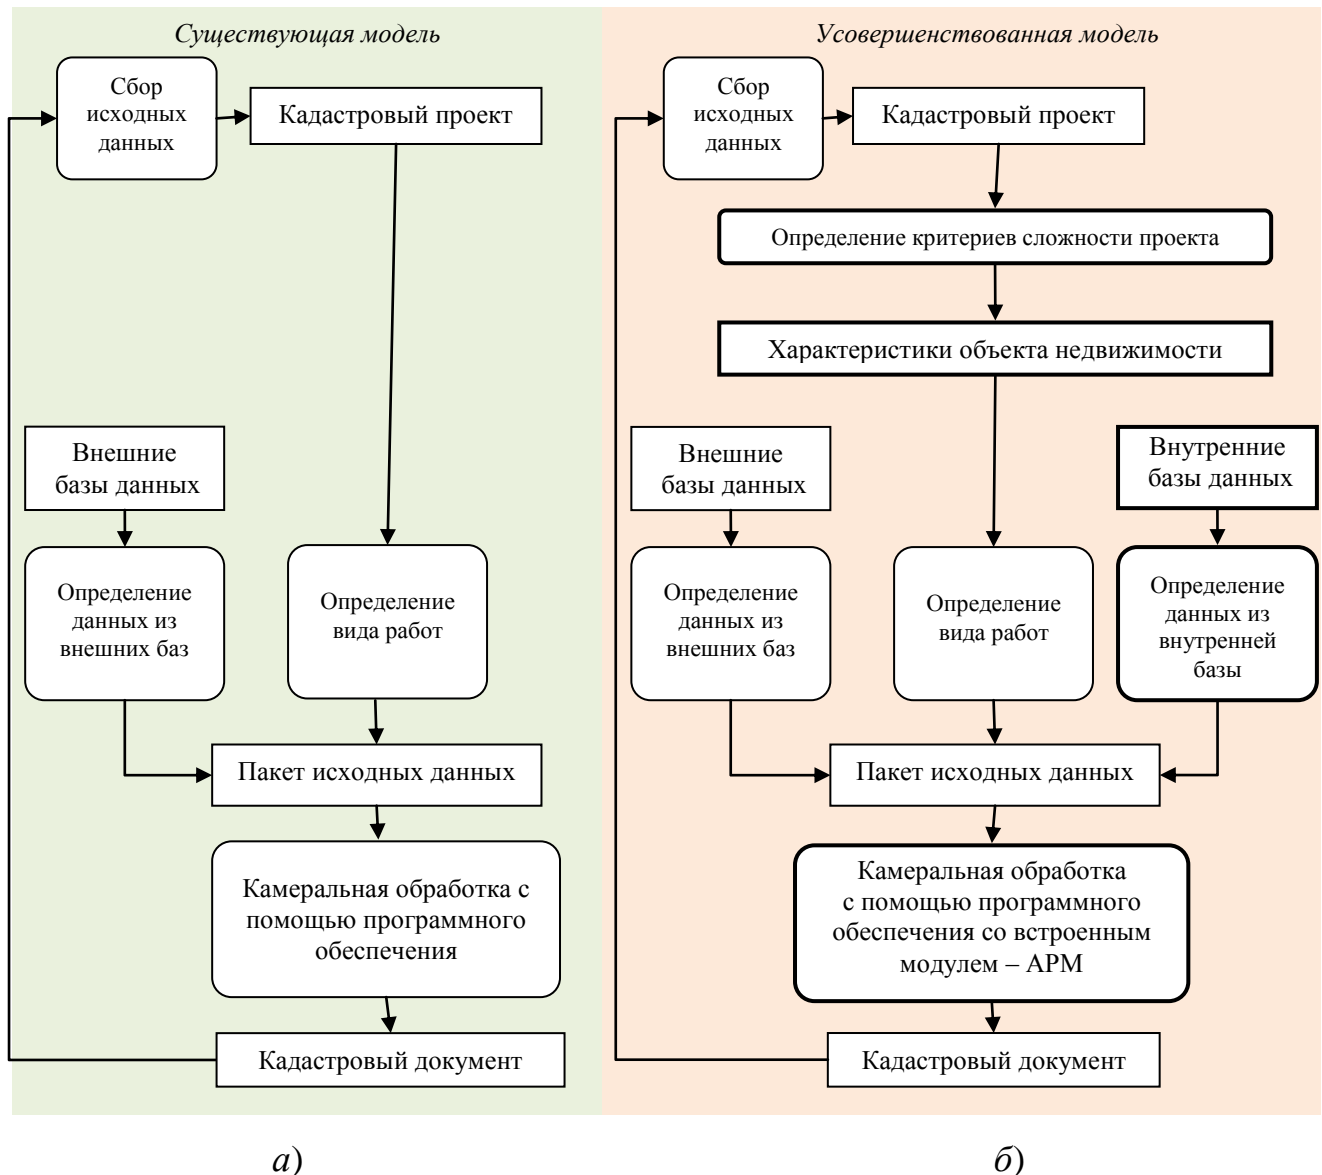 Существующая модель
Сбор
исходных
данных
Кадастровый проект
Внешние
базы данных
Определение
данных из
внешних баз
Определение
вида работ
Пакет исходных данных
Камеральная обработка с
помощью программного
обеспечения
Кадастровый документ
а)
Усовершенствованная модель
Сбор
исходных
данных
Кадастровый проект
Определение критериев сложности проекта
Характеристики объекта недвижимости
Внешние
базы данных
Внутренние
базы данных
Определение
данных из
внешних баз
Определение
вида работ
Определение
данных из
внутренней
базы
Пакет исходных данных
Камеральная обработка
с помощью программного
обеспечения со встроенным
модулем – АРМ
Кадастровый документ
б)